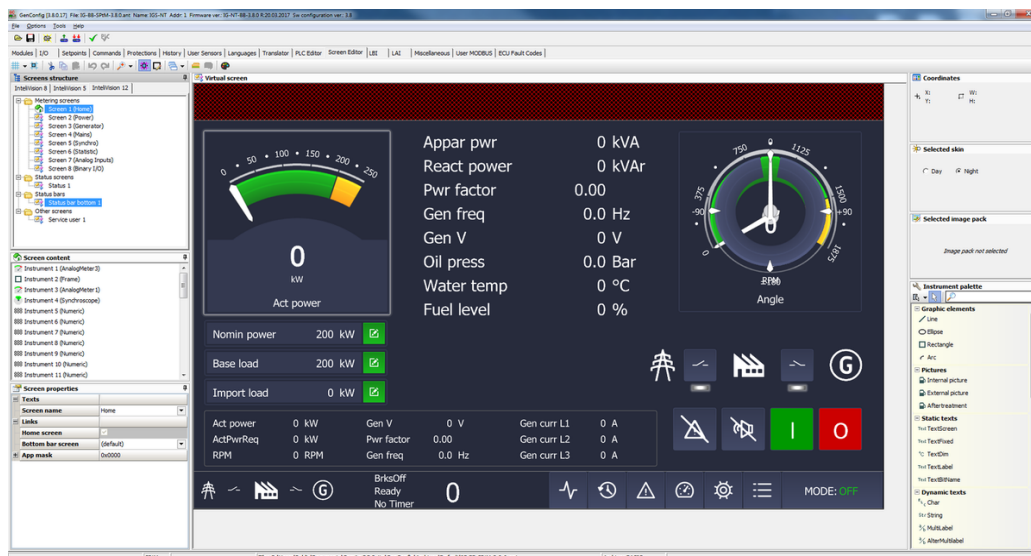 GenConfig [3.8.0.17] File:IG-BB-SPtM-3.8.0.ant Name:IGS-NT Addr: 1 Firmware ver.: IG-NT-BB-3.8.0 R:20.03.2017 Sw configuration ver.: 3.8
File Options Tools Help
Modules I/O Setpoints Commands Protections History User Sensors Languages Translator PLC Editor Screen Editor LBI LAI Miscellaneous User MODBUS ECU Fault Codes
Screens structure
InteliVision 8 InteliVision 5 InteliVision 12
Metering screens
Screen 1 (Home)
Screen 2 (Power)
Screen 3 (Generator)
Screen 4 (Mains)
Screen 5 (Synchro)
Screen 6 (Statistic)
Screen 7 (Analog Inputs)
Screen 8 (Binary I/O)
Status screens
Status 1
Status bars
Status bar bottom 1
Other screens
Service user 1
Screen content
Instrument 1 (AnalogMeter3)
Instrument 2 (Frame)
Instrument 3 (AnalogMeter1)
Instrument 4 (Synchroscope)
Instrument 5 (Numeric)
Instrument 6 (Numeric)
Instrument 7 (Numeric)
Instrument 8 (Numeric)
Instrument 9 (Numeric)
Instrument 10 (Numeric)
Instrument 11 (Numeric)
Screen properties
Texts
Screen name Home
Links
Home screen
Bottom bar screen (default)
App mask 0x0000
Virtual screen
0 50 100 150 200 250
0
kW
Act power
Appar pwr 0 kVA
React power 0 kVAr
Pwr factor 0.00
Gen freq 0.0 Hz
Gen V 0 V
Oil press 0.0 Bar
Water temp 0 °C
Fuel level 0 %
0 375 750 1125 1500 1875
0
-90 +90
RPM
Angle
Nomin power 200 kW
Base load 200 kW
Import load 0 kW
G
Act power 0 kW Gen V 0 V Gen curr L1 0 A
ActPwrReq 0 kW Pwr factor 0.00 Gen curr L2 0 A
RPM 0 RPM Gen freq 0.0 Hz Gen curr L3 0 A
I O
G
BrksOff
Ready
No Timer
0
MODE: OFF
Coordinates
X: W:
Y: H:
Selected skin
Day Night
Selected image pack
Image pack not selected
Instrument palette
Graphic elements
Line
Ellipse
Rectangle
Arc
Pictures
Internal picture
External picture
Aftertreatment
Static texts
TextScreen
TextFixed
TextDim
TextLabel
TextBitName
Dynamic texts
Char
String
MultiLabel
AlterMultilabel